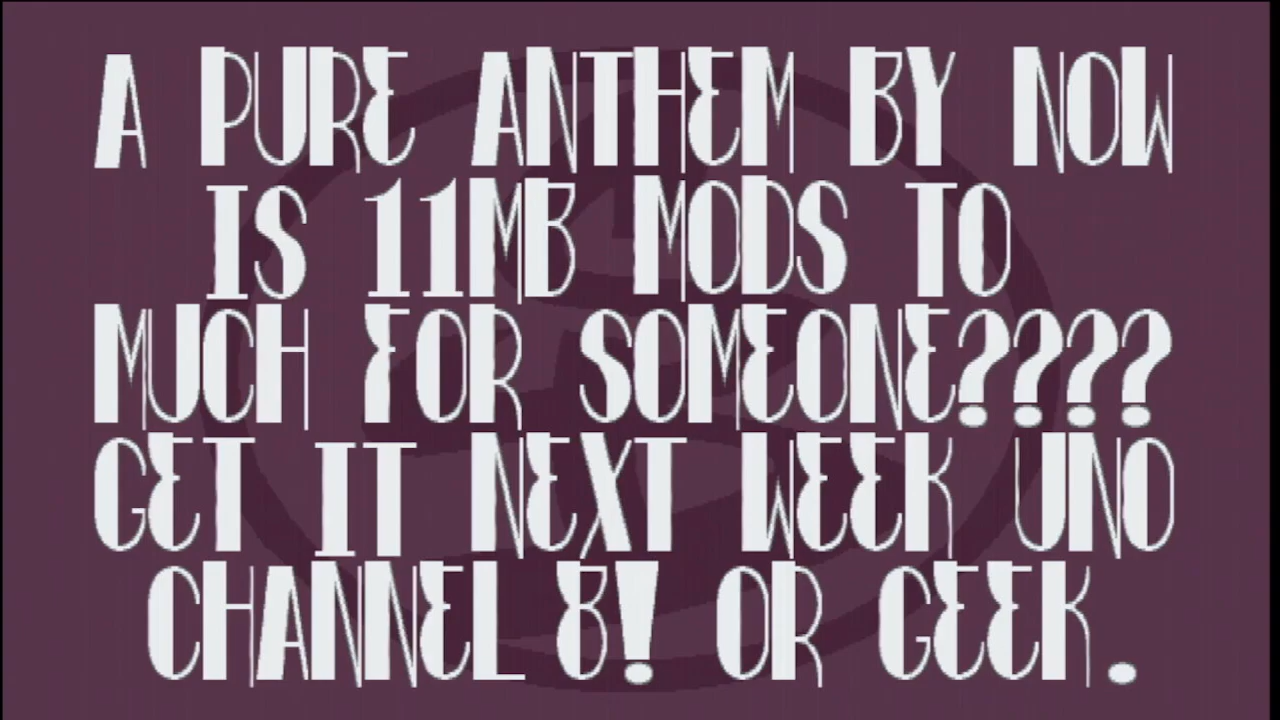 A PURE ANTHEM BY NOW
IS 11MB MODS TO
MUCH FOR SOMEONE????
GET IT NEXT WEEK UNO
CHANNEL 8! OR GEEK.